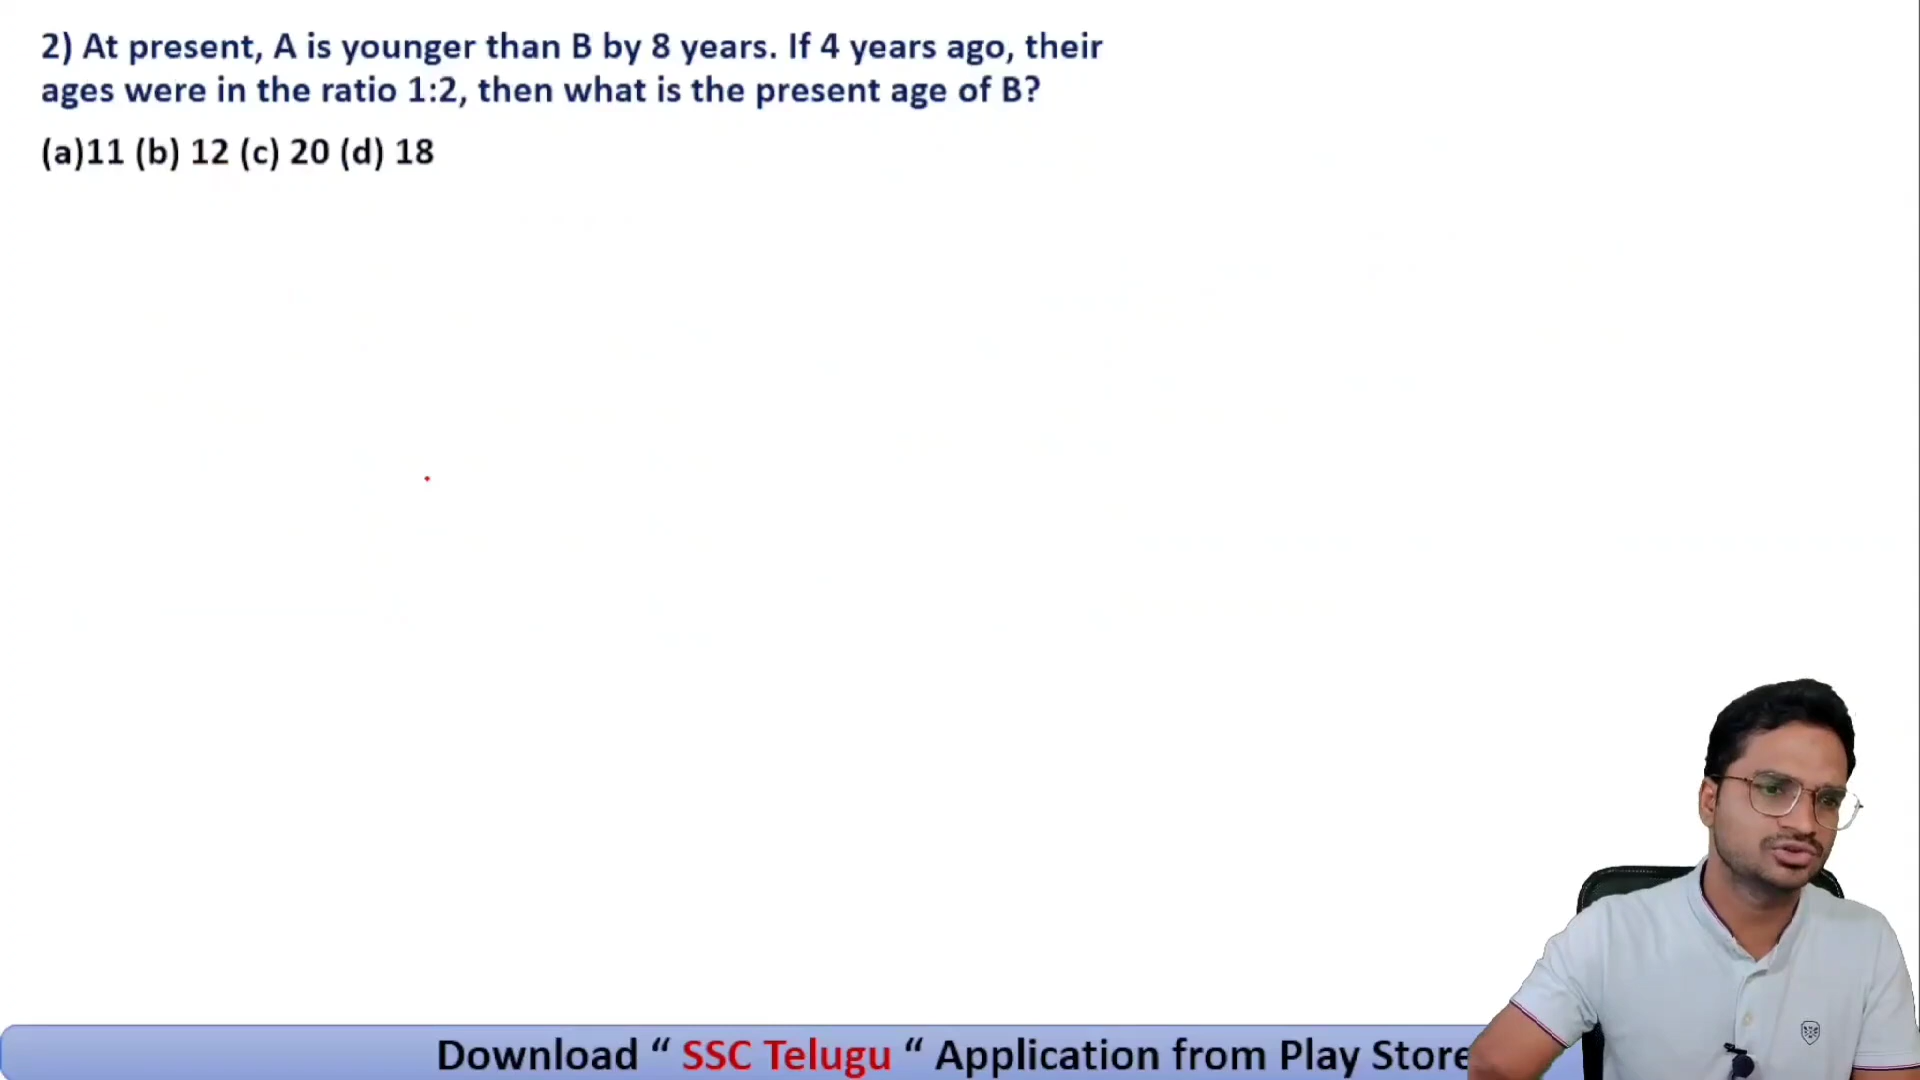 2) At present, A is younger than B by 8 years. If 4 years ago, their
ages were in the ratio 1:2, then what is the present age of B?
(a)11 (b) 12 (c) 20 (d) 18
Download “ SSC Telugu “ Application from Play Store